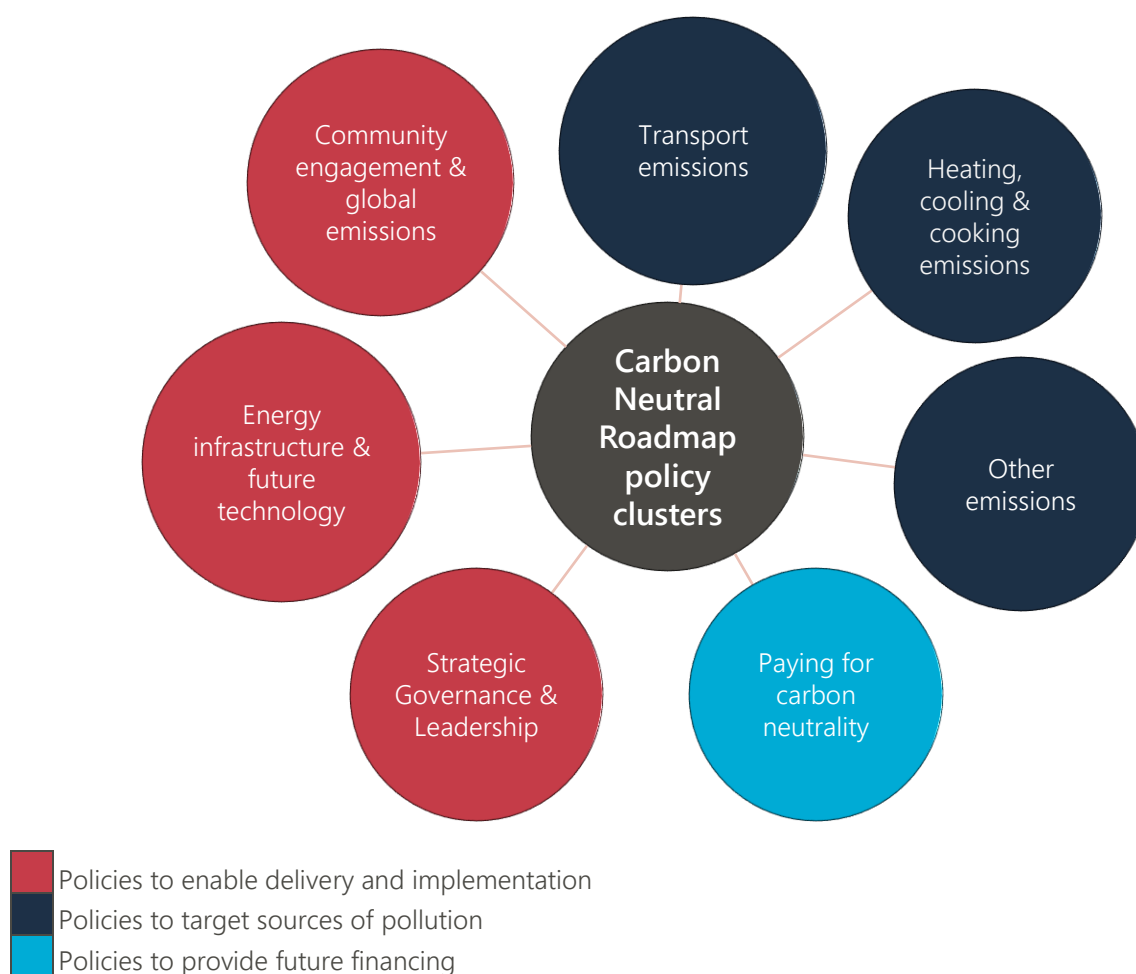 Community
engagement &
global
emissions
Transport
emissions
Heating,
cooling &
cooking
emissions
Energy
infrastructure &
future
technology
Carbon
Neutral
Roadmap
policy
clusters
Other
emissions
Strategic
Governance &
Leadership
Paying for
carbon
neutrality
Policies to enable delivery and implementation
Policies to target sources of pollution
Policies to provide future financing